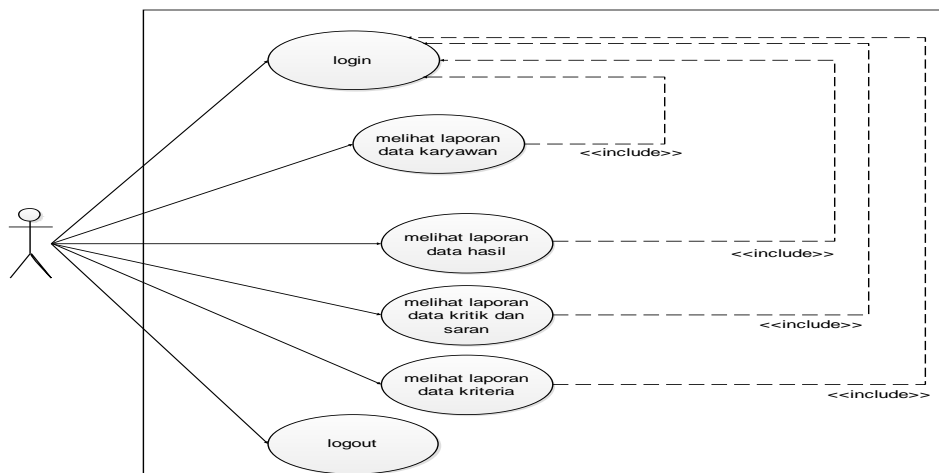 login
melihat laporan
data karyawan
<<include>>
melihat laporan
data hasil
<<include>>
melihat laporan
data kritik dan
saran
<<include>>
melihat laporan
data kriteria
<<include>>
logout